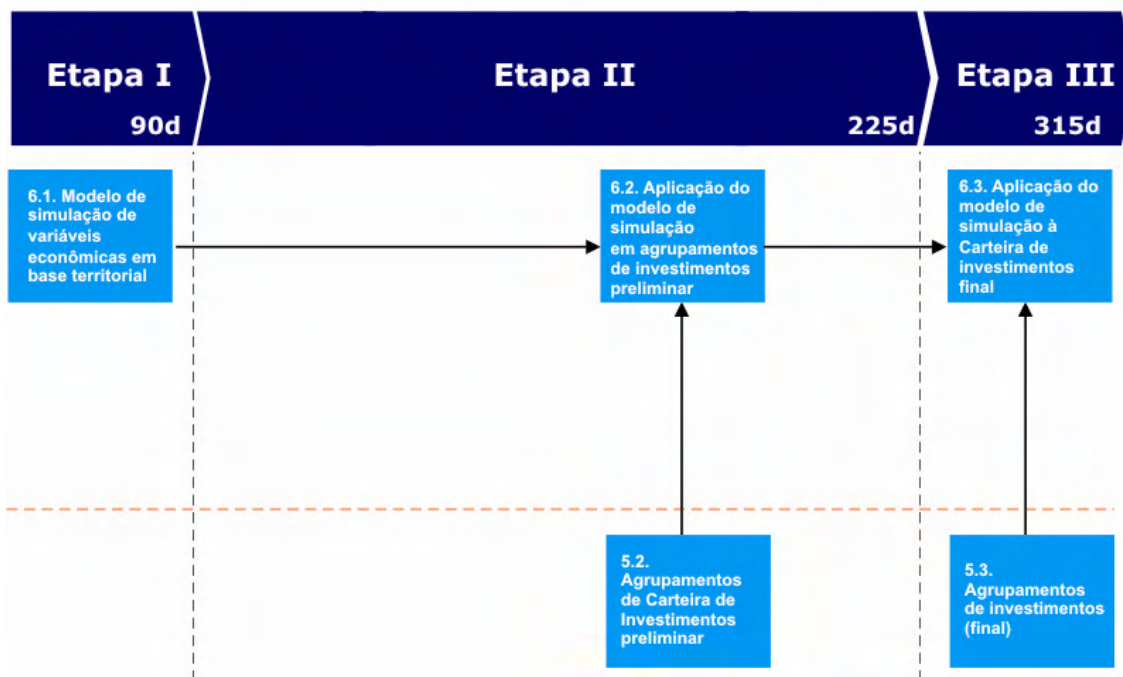 Etapa I
90d
Etapa II
225d
Etapa III
315d
6.1. Modelo de
simulação de
variáveis
econômicas em
base territorial
6.2. Aplicação do
modelo de
simulação
em agrupamentos
de investimentos
preliminar
6.3. Aplicação do
modelo de
simulação à
Carteira de
investimentos
final
5.2.
Agrupamentos
de Carteira de
Investimentos
preliminar
5.3.
Agrupamentos
de investimentos
(final)